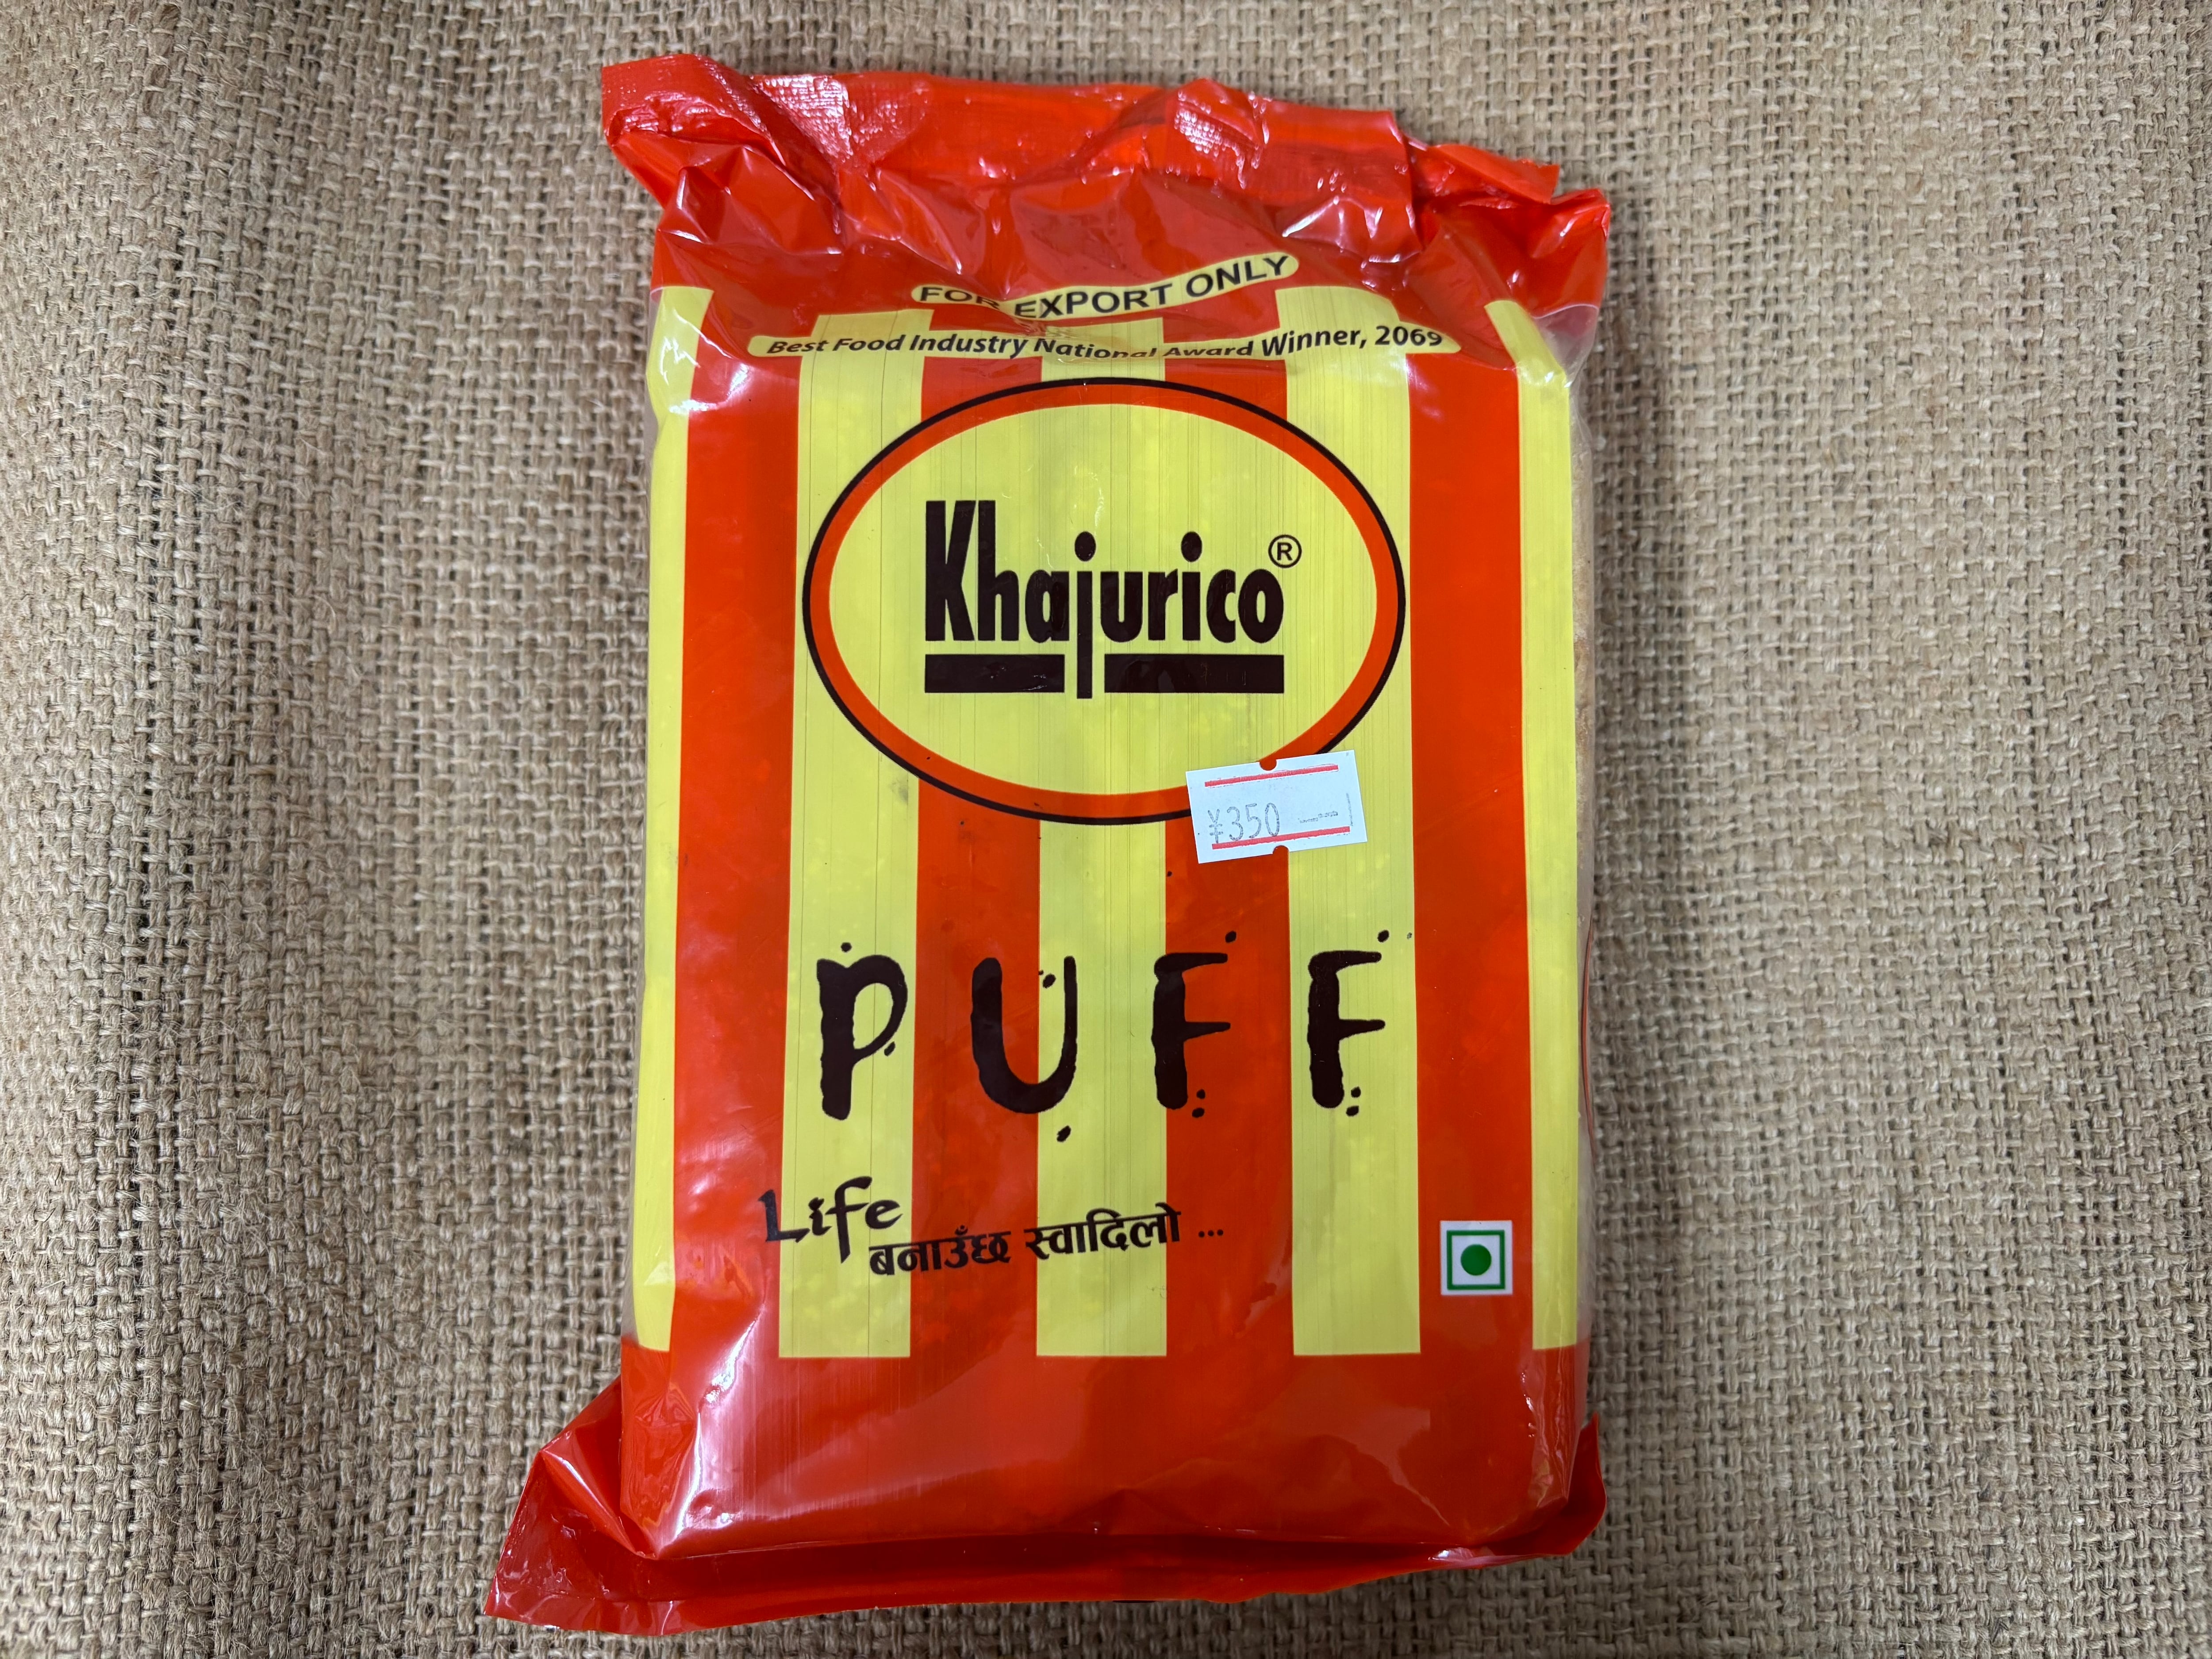 FOR EXPORT ONLY
Best Food Industry National Award Winner, 2069
Khajurico®
¥350
PUFF
Life
बनाउँछ स्वादिलो ...